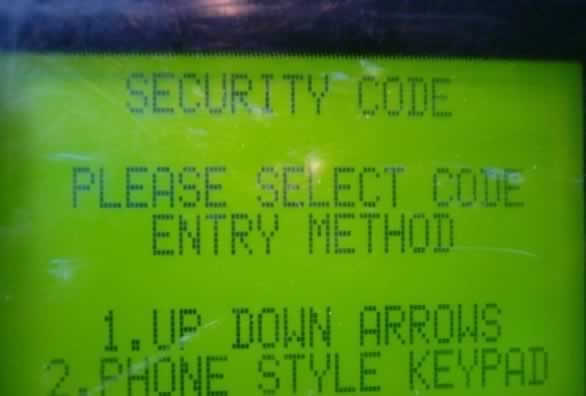 SECURITY CODE
PLEASE SELECT CODE
ENTRY METHOD
1.UP DOWN ARROWS
2.PHONE STYLE KEYPAD